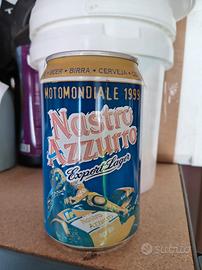 BEER • BIRRA • CERVEJA •
MOTOMONDIALE 1999
Nastro
Azzurro
Export Lager
subito